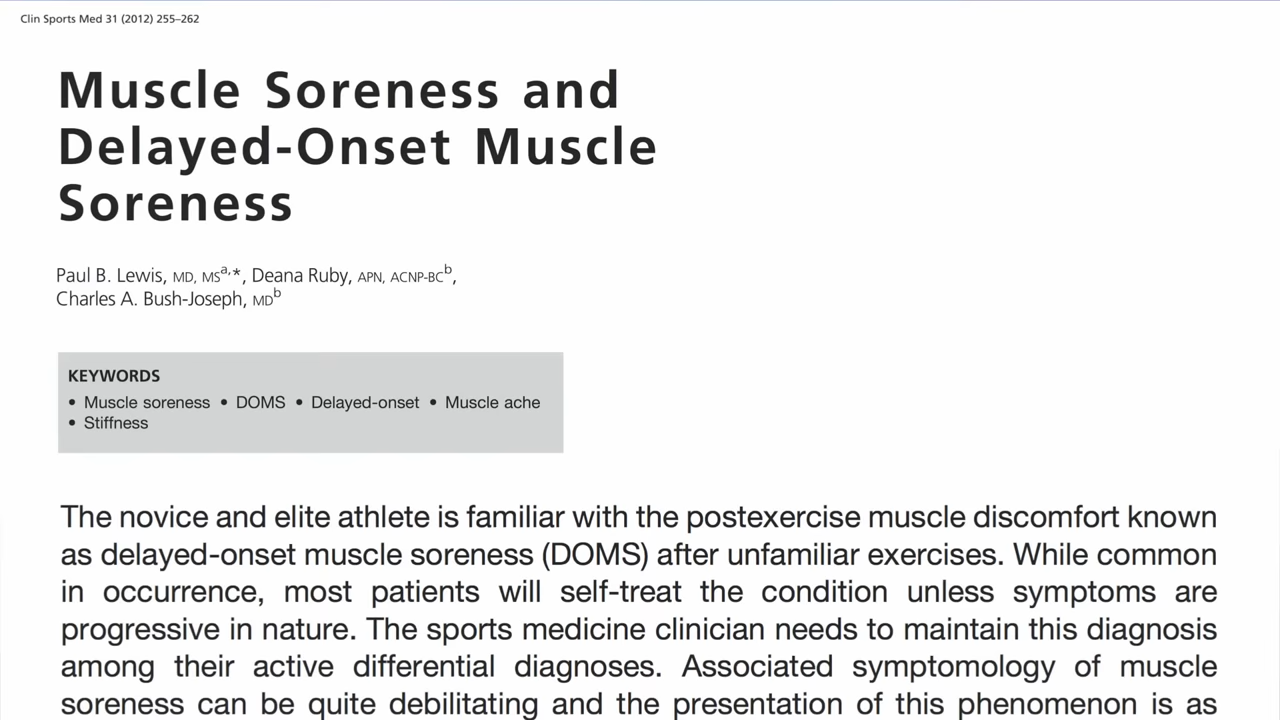 Clin Sports Med 31 (2012) 255–262
Muscle Soreness and
Delayed-Onset Muscle
Soreness
Paul B. Lewis, MD, MSa,*, Deana Ruby, APN, ACNP-BCb,
Charles A. Bush-Joseph, MDb
KEYWORDS
• Muscle soreness • DOMS • Delayed-onset • Muscle ache
• Stiffness
The novice and elite athlete is familiar with the postexercise muscle discomfort known
as delayed-onset muscle soreness (DOMS) after unfamiliar exercises. While common
in occurrence, most patients will self-treat the condition unless symptoms are
progressive in nature. The sports medicine clinician needs to maintain this diagnosis
among their active differential diagnoses. Associated symptomology of muscle
soreness can be quite debilitating and the presentation of this phenomenon is as